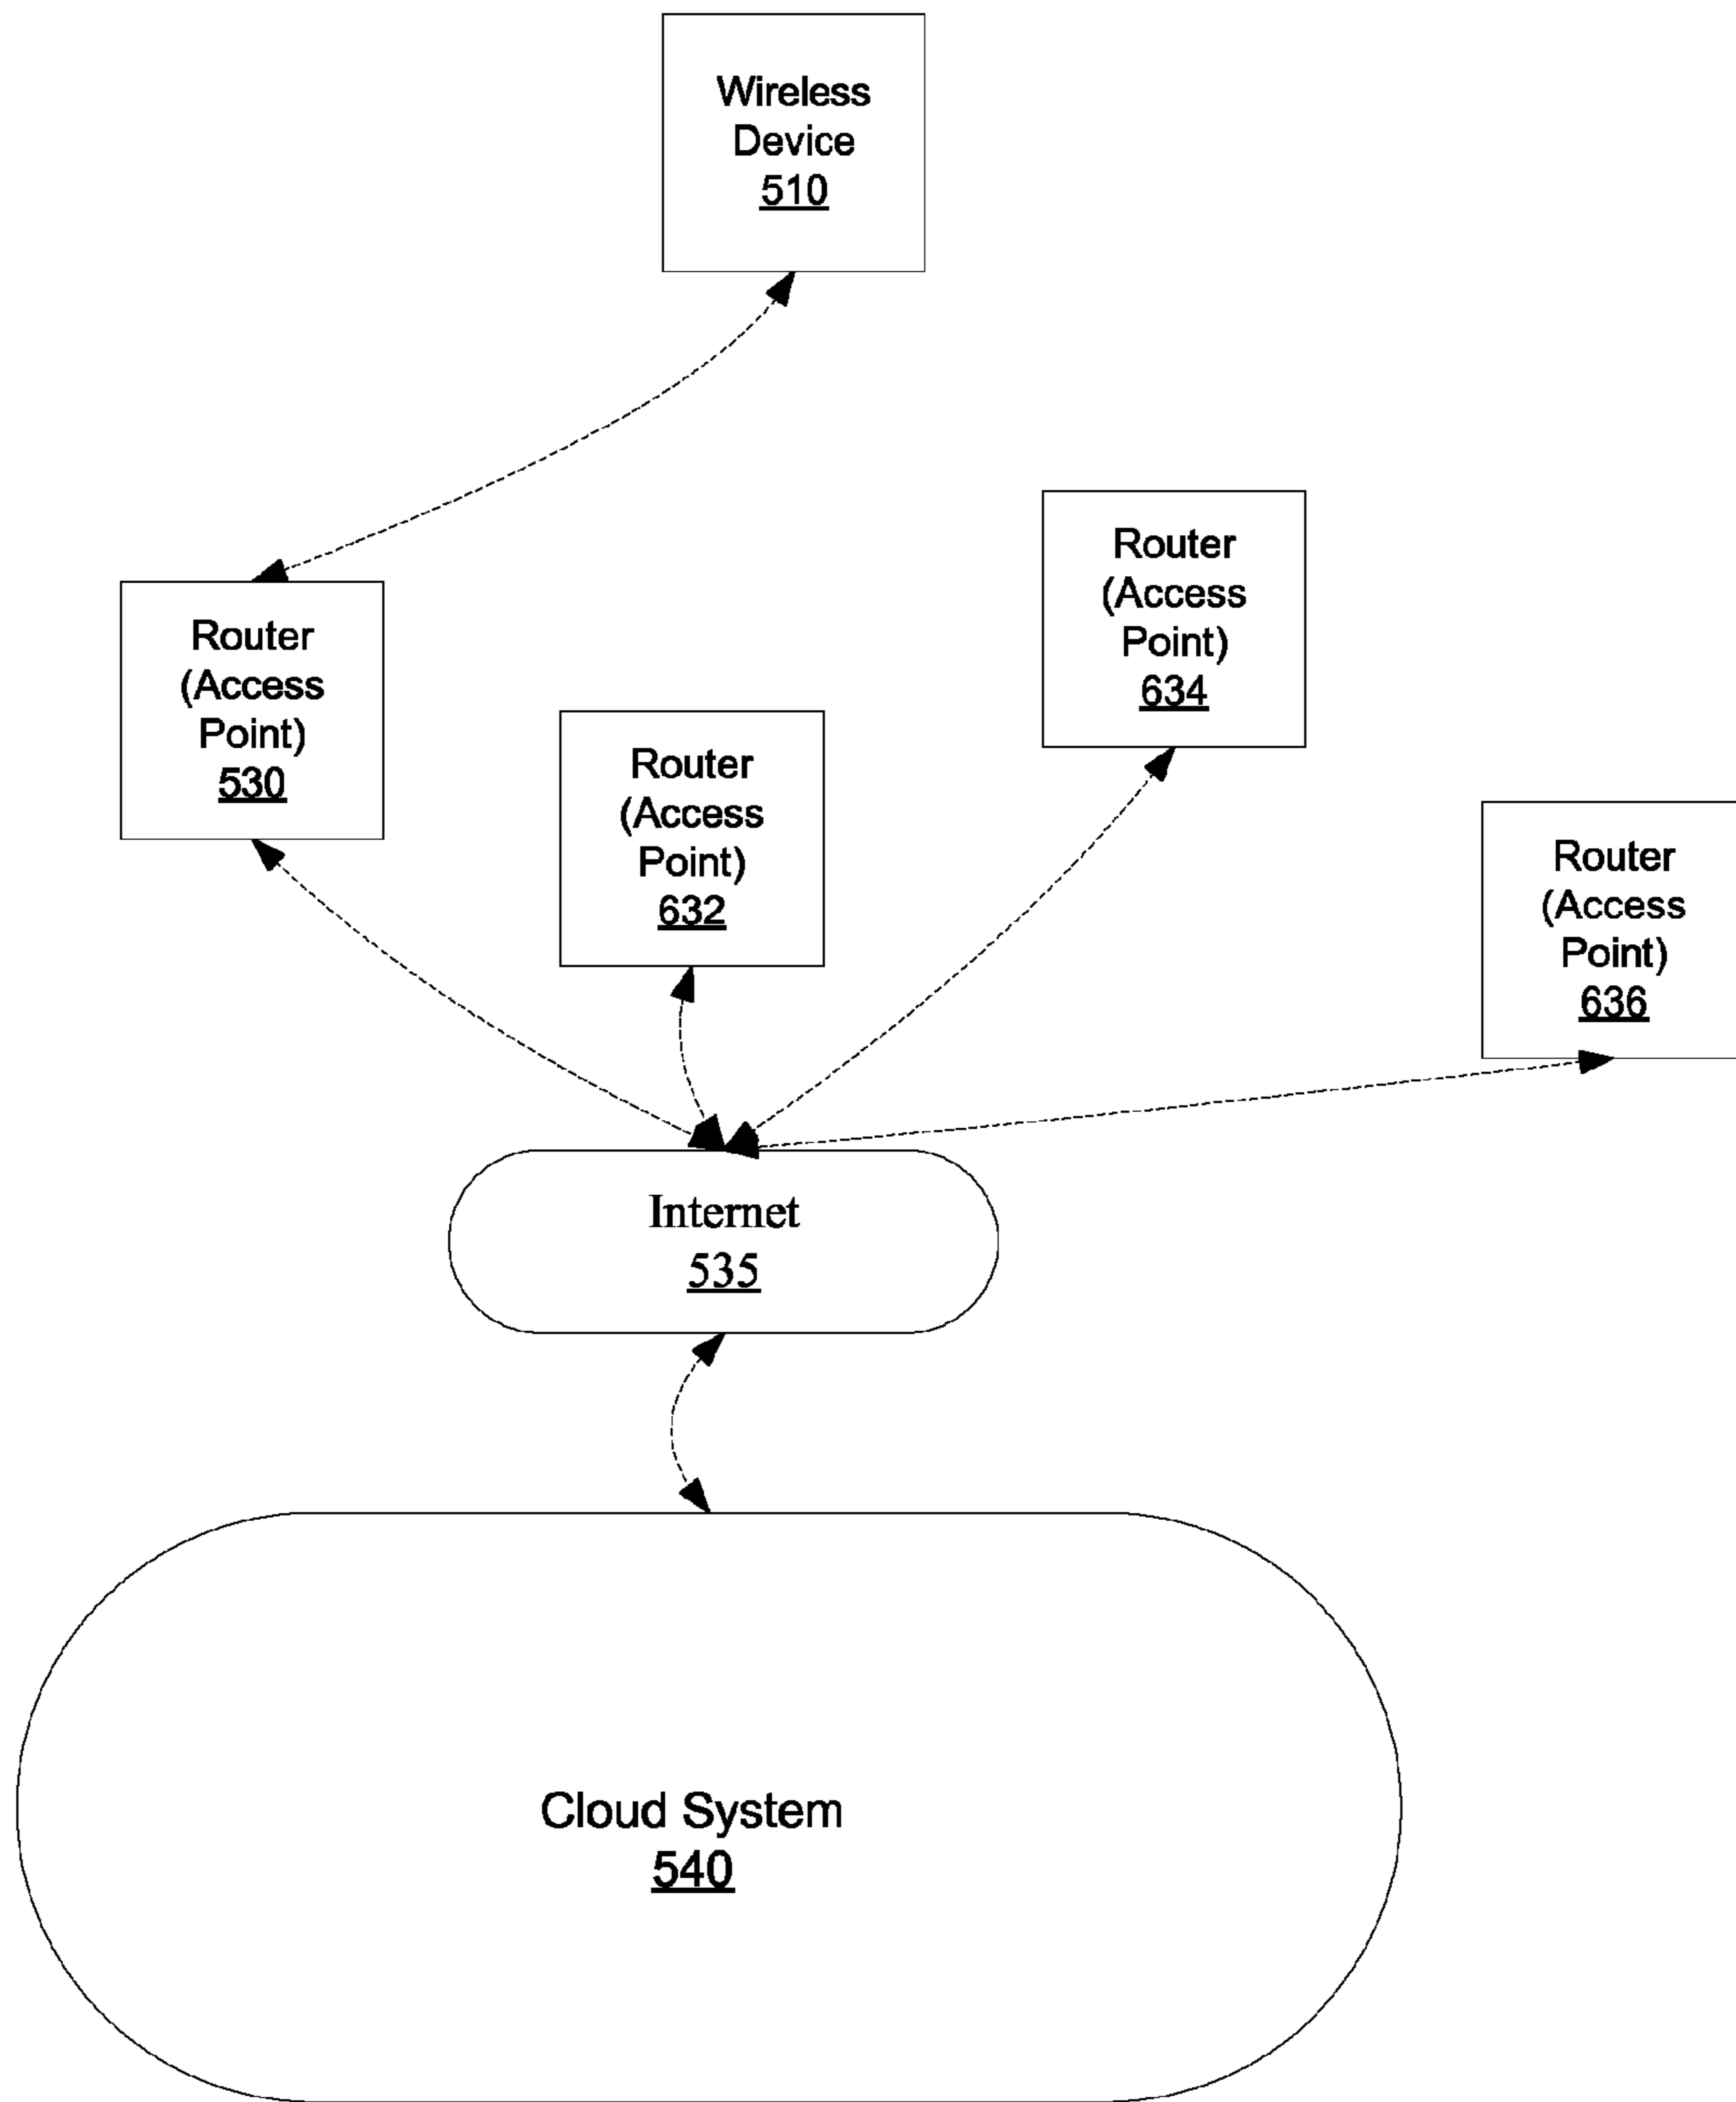 Wireless
Device
510
Router
(Access
Point)
530
Router
(Access
Point)
632
Router
(Access
Point)
634
Router
(Access
Point)
636
Internet
535
Cloud System
540